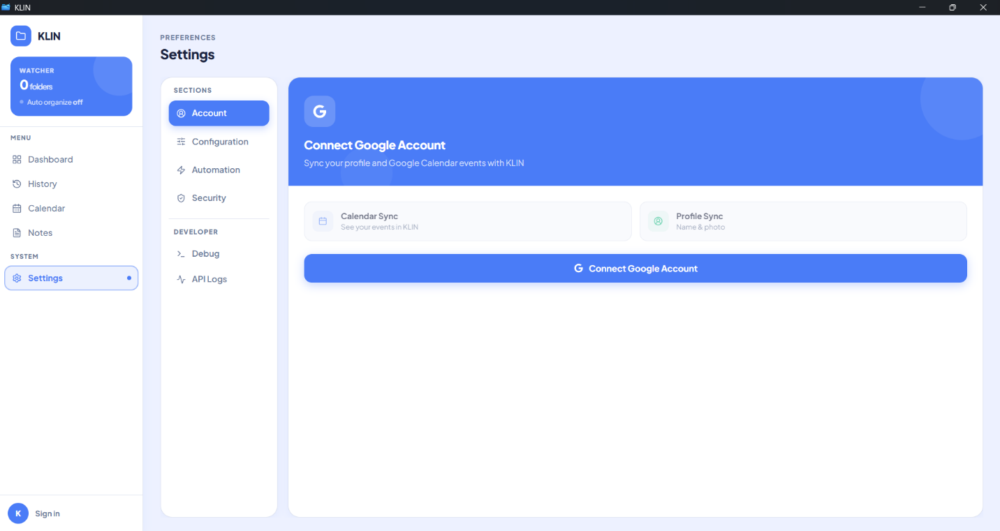 KLIN
KLIN
WATCHER
0 folders
Auto organize off
MENU
Dashboard
History
Calendar
Notes
SYSTEM
Settings
K
Sign in
PREFERENCES
Settings
SECTIONS
Account
Configuration
Automation
Security
DEVELOPER
Debug
API Logs
G
Connect Google Account
Sync your profile and Google Calendar events with KLIN
Calendar Sync
See your events in KLIN
Profile Sync
Name & photo
G Connect Google Account